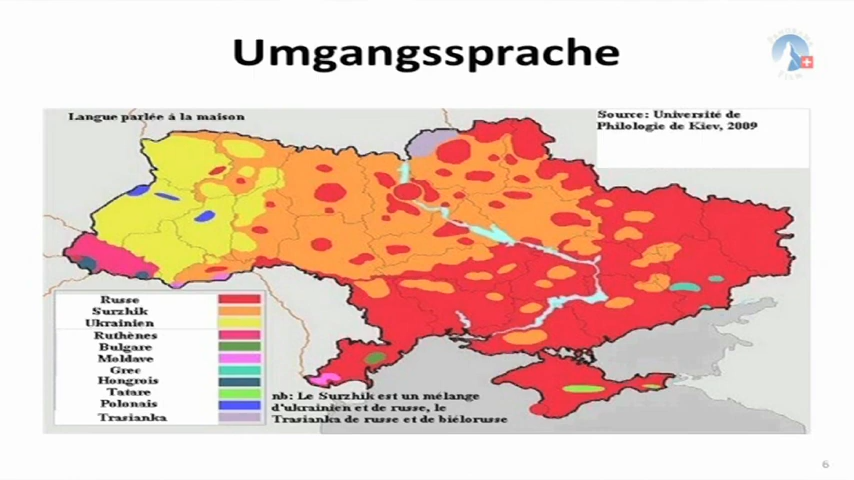 Umgangssprache
PANORAMA
FILM
Langue parlée à la maison
Source: Université de
Philologie de Kiev, 2009
Russe
Surzhik
Ukrainien
Ruthènes
Bulgare
Moldave
Grec
Hongrois
Tatare
Polonais
Trasianka
nb: Le Surzhik est un mélange
d'ukrainien et de russe, le
Trasianka de russe et de biélorusse
6